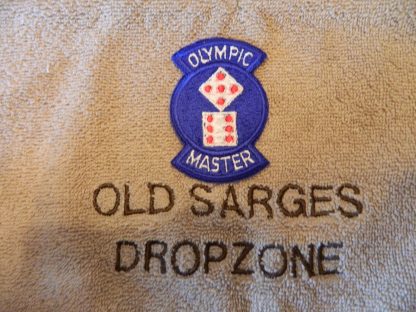 OLYMPIC
MASTER
OLD SARGES
DROPZONE